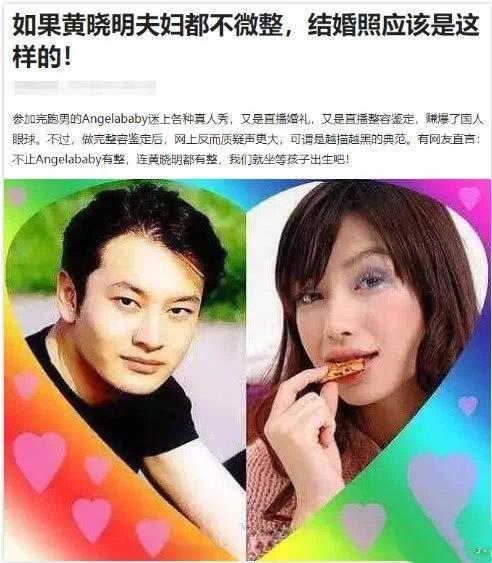 如果黄晓明夫妇都不微整，结婚照应该是这
样的！
参加完跑男的Angelababy迷上各种真人秀，又是直播婚礼，又是直播整容鉴定，赚爆了国人
眼球。不过，做完整容鉴定后，网上反而质疑声更大，可谓是越描越黑的典范。有网友直言：
不止Angelababy有整，连黄晓明都有整，我们就坐等孩子出生吧！